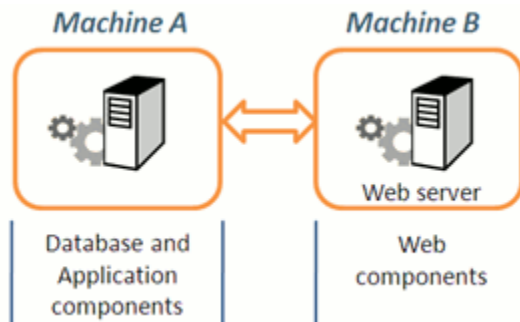 Machine A
Machine B
Web server
Database and
Application
components
Web
components